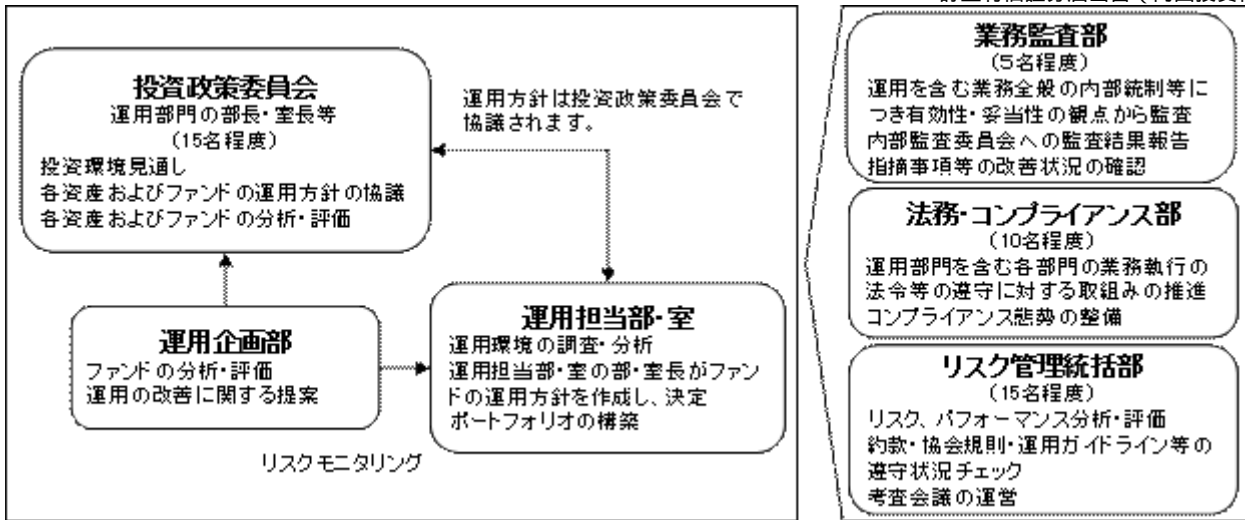 投資政策委員会
運用部門の部長・室長等
(15名程度)
投資環境見通し
各資産およびファンドの運用方針の協議
各資産およびファンドの分析・評価
運用方針は投資政策委員会で
協議されます。
運用企画部
ファンドの分析・評価
運用の改善に関する提案
運用担当部・室
運用環境の調査・分析
運用担当部・室の部・室長がファン
ドの運用方針を作成し、決定
ポートフォリオの構築
リスクモニタリング
業務監査部
(5名程度)
運用を含む業務全般の内部統制等に
つき有効性・妥当性の観点から監査
内部監査委員会への監査結果報告
指摘事項等の改善状況の確認
法務・コンプライアンス部
(10名程度)
運用部門を含む各部門の業務執行の
法令等の遵守に対する取組みの推進
コンプライアンス態勢の整備
リスク管理統括部
(15名程度)
リスク、パフォーマンス分析・評価
約款・協会規則・運用ガイドライン等の
遵守状況チェック
考査会議の運営